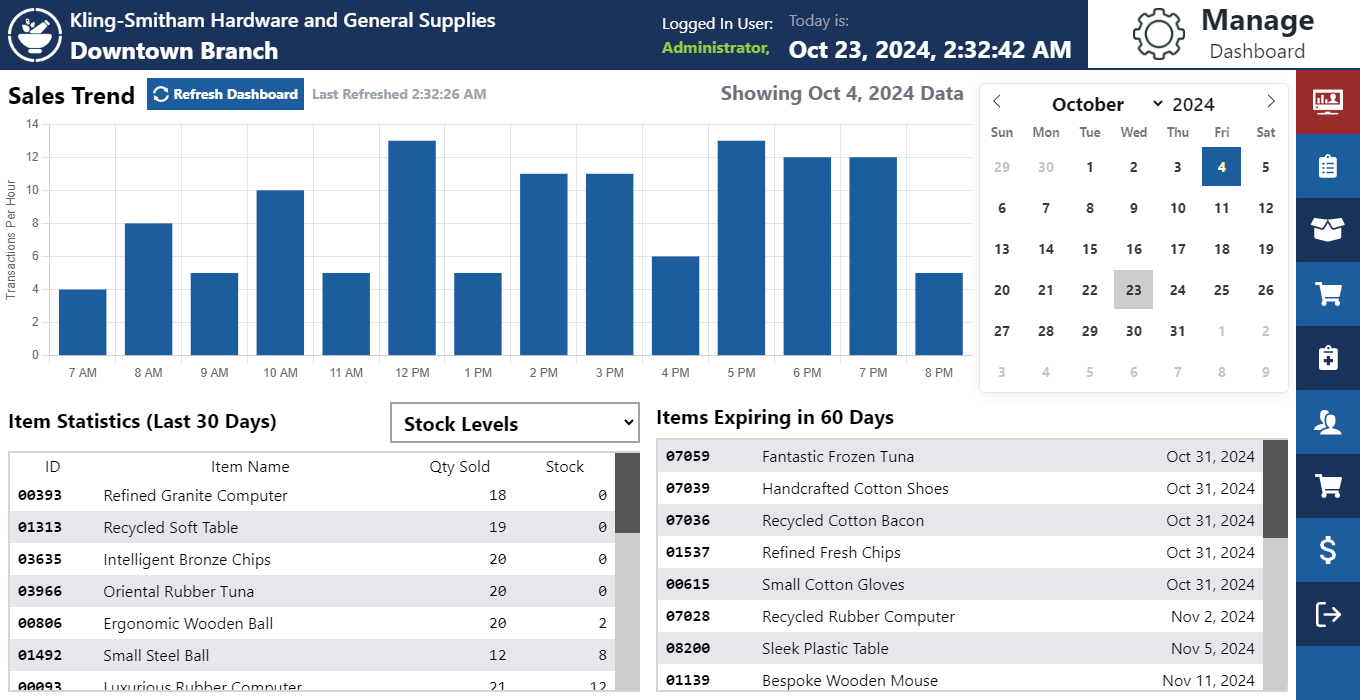 Kling-Smitham Hardware and General Supplies
Downtown Branch
Logged In User:
Administrator,
Today is:
Oct 23, 2024, 2:32:42 AM
Manage
Dashboard
Sales Trend
Refresh Dashboard
Last Refreshed 2:32:26 AM
Showing Oct 4, 2024 Data
Transactions Per Hour
14
12
10
8
6
4
2
0
7 AM 8 AM 9 AM 10 AM 11 AM 12 PM 1 PM 2 PM 3 PM 4 PM 5 PM 6 PM 7 PM 8 PM
October 2024
Sun Mon Tue Wed Thu Fri Sat
29 30 1 2 3 4 5
6 7 8 9 10 11 12
13 14 15 16 17 18 19
20 21 22 23 24 25 26
27 28 29 30 31 1 2
3 4 5 6 7 8 9
Item Statistics (Last 30 Days)
Stock Levels
ID Item Name Qty Sold Stock
00393 Refined Granite Computer 18 0
01313 Recycled Soft Table 19 0
03635 Intelligent Bronze Chips 20 0
03966 Oriental Rubber Tuna 20 0
00806 Ergonomic Wooden Ball 20 2
01492 Small Steel Ball 12 8
00093 Luxurious Rubber Computer 21 12
Items Expiring in 60 Days
07059 Fantastic Frozen Tuna Oct 31, 2024
07039 Handcrafted Cotton Shoes Oct 31, 2024
07036 Recycled Cotton Bacon Oct 31, 2024
01537 Refined Fresh Chips Oct 31, 2024
00615 Small Cotton Gloves Oct 31, 2024
07028 Recycled Rubber Computer Nov 2, 2024
08200 Sleek Plastic Table Nov 5, 2024
01139 Bespoke Wooden Mouse Nov 11, 2024